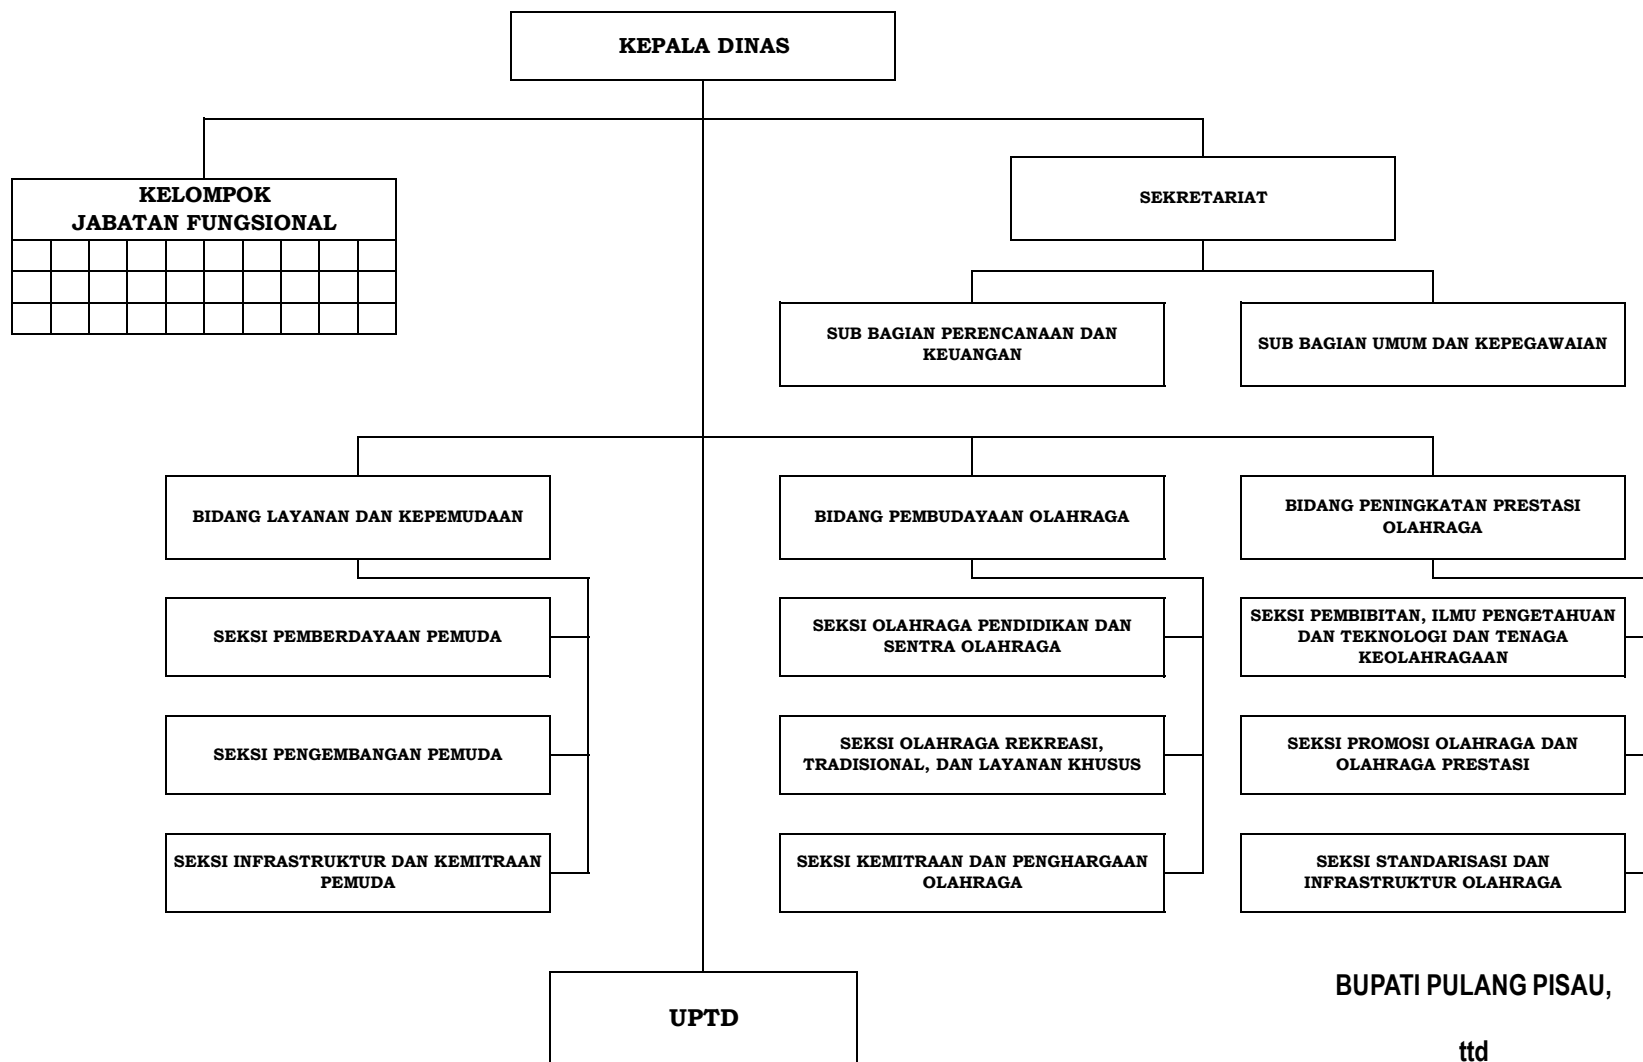 KEPALA DINAS
KELOMPOK
JABATAN FUNGSIONAL
SEKRETARIAT
SUB BAGIAN PERENCANAAN DAN
KEUANGAN
SUB BAGIAN UMUM DAN KEPEGAWAIAN
BIDANG LAYANAN DAN KEPEMUDAAN
BIDANG PEMBUDAYAAN OLAHRAGA
BIDANG PENINGKATAN PRESTASI
OLAHRAGA
SEKSI PEMBERDAYAAN PEMUDA
SEKSI OLAHRAGA PENDIDIKAN DAN
SENTRA OLAHRAGA
SEKSI PEMBIBITAN, ILMU PENGETAHUAN
DAN TEKNOLOGI DAN TENAGA
KEOLAHRAGAAN
SEKSI PENGEMBANGAN PEMUDA
SEKSI OLAHRAGA REKREASI,
TRADISIONAL, DAN LAYANAN KHUSUS
SEKSI PROMOSI OLAHRAGA DAN
OLAHRAGA PRESTASI
SEKSI INFRASTRUKTUR DAN KEMITRAAN
PEMUDA
SEKSI KEMITRAAN DAN PENGHARGAAN
OLAHRAGA
SEKSI STANDARISASI DAN
INFRASTRUKTUR OLAHRAGA
UPTD
BUPATI PULANG PISAU,
ttd